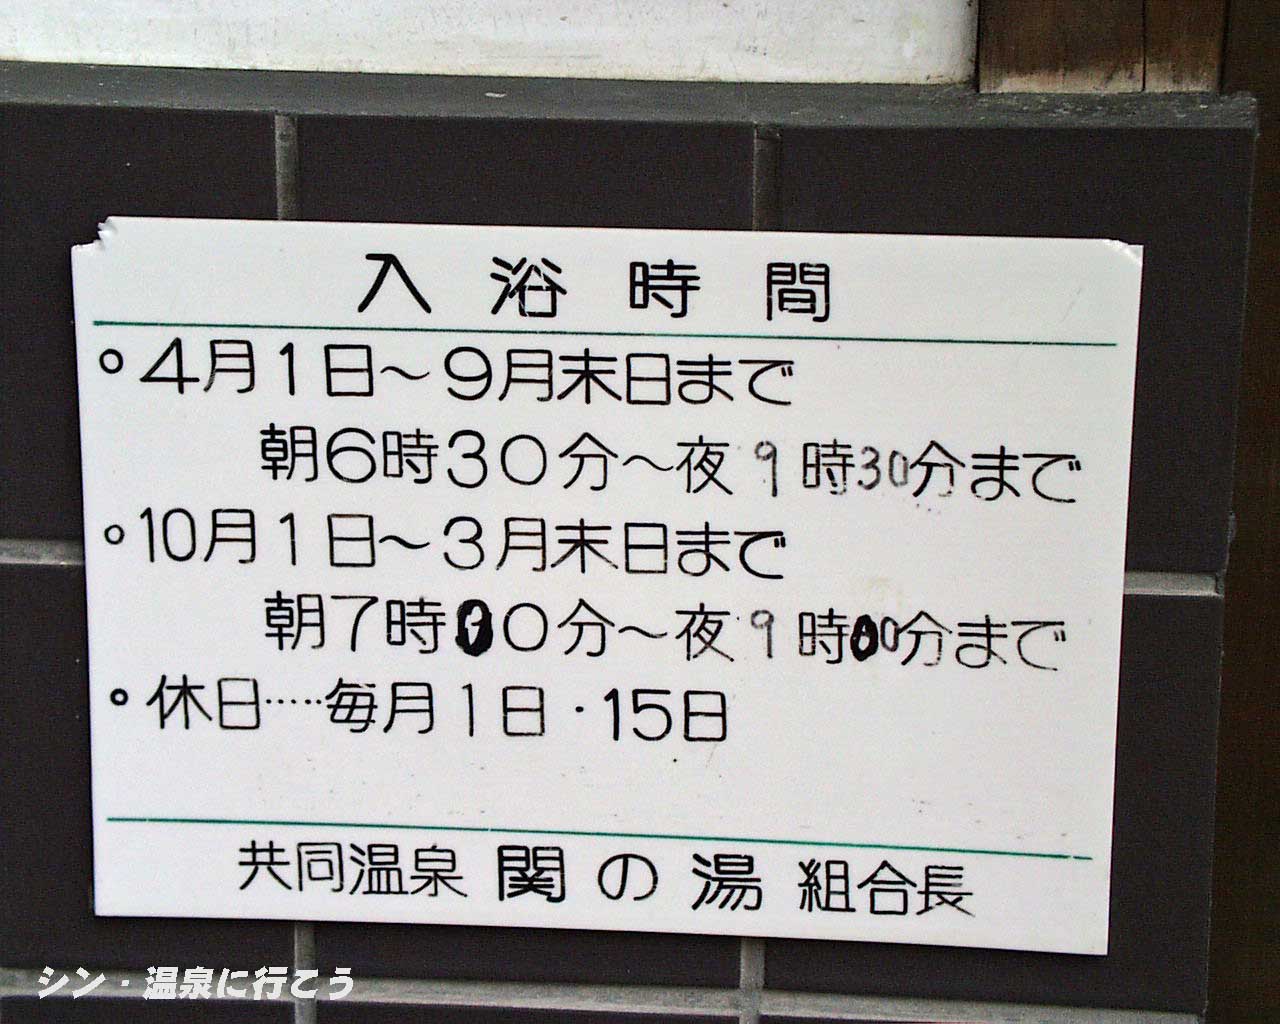 入浴時間
○4月1日～9月末日まで
朝6時30分～夜9時30分まで
○10月1日～3月末日まで
朝7時00分～夜9時00分まで
○休日……毎月1日・15日
共同温泉 関の湯 組合長
シン・温泉に行こう